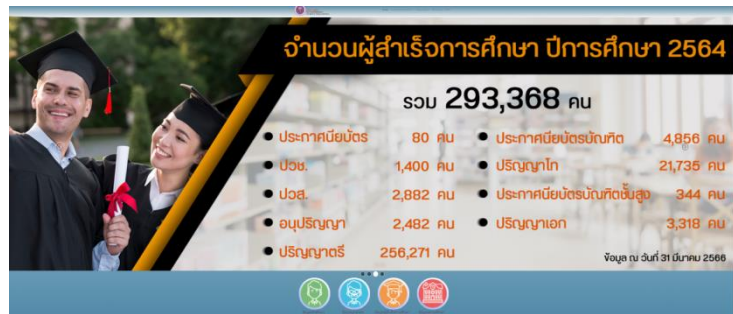 จำนวนผู้สำเร็จการศึกษา ปีการศึกษา 2564
รวม 293,368 คน
● ประกาศนียบัตร 80 คน
● ปวช. 1,400 คน
● ปวส. 2,882 คน
● อนุปริญญา 2,482 คน
● ปริญญาตรี 256,271 คน
● ประกาศนียบัตรบัณฑิต 4,856 คน
● ปริญญาโท 21,735 คน
● ประกาศนียบัตรบัณฑิตชั้นสูง 344 คน
● ปริญญาเอก 3,318 คน
ข้อมูล ณ วันที่ 31 มีนาคม 2566